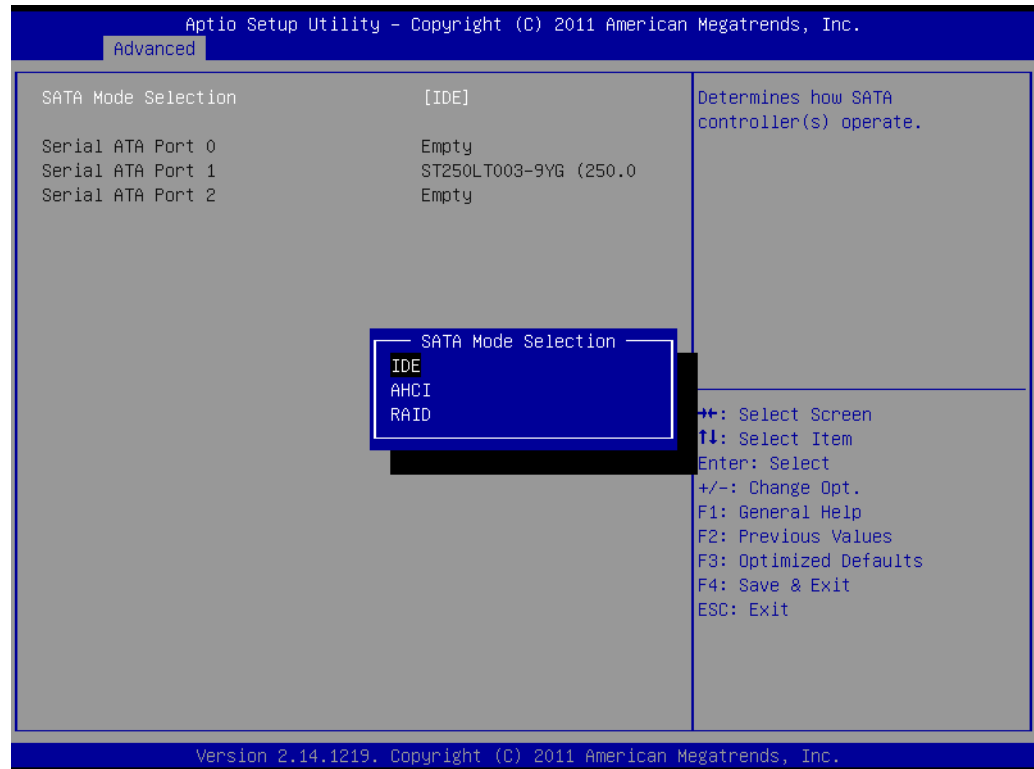 Aptio Setup Utility – Copyright (C) 2011 American Megatrends, Inc.
Advanced
SATA Mode Selection [IDE]
Serial ATA Port 0 Empty
Serial ATA Port 1 ST250LT003-9YG (250.0
Serial ATA Port 2 Empty
Determines how SATA
controller(s) operate.
SATA Mode Selection
IDE
AHCI
RAID
→←: Select Screen
↑↓: Select Item
Enter: Select
+/-: Change Opt.
F1: General Help
F2: Previous Values
F3: Optimized Defaults
F4: Save & Exit
ESC: Exit
Version 2.14.1219. Copyright (C) 2011 American Megatrends, Inc.